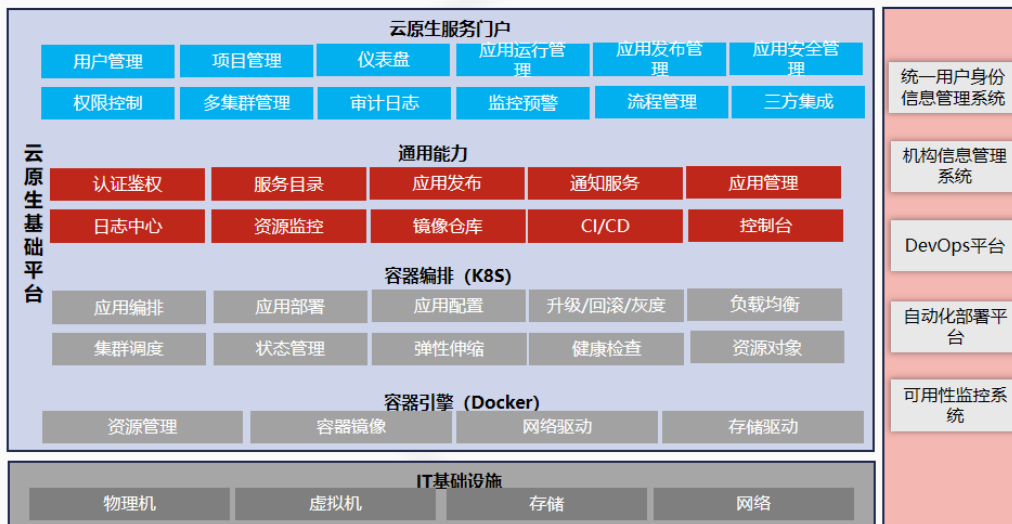 云原生服务门户
用户管理
项目管理
仪表盘
应用运行管
理
应用发布管
理
应用安全管
理
权限控制
多集群管理
审计日志
监控预警
流程管理
三方集成
云原生基础平台
通用能力
认证鉴权
服务目录
应用发布
通知服务
应用管理
日志中心
资源监控
镜像仓库
CI/CD
控制台
容器编排（K8S）
应用编排
应用部署
应用配置
升级/回滚/灰度
负载均衡
集群调度
状态管理
弹性伸缩
健康检查
资源对象
容器引擎（Docker）
资源管理
容器镜像
网络驱动
存储驱动
IT基础设施
物理机
虚拟机
存储
网络
统一用户身份
信息管理系统
机构信息管理
系统
DevOps平台
自动化部署平
台
可用性监控系
统